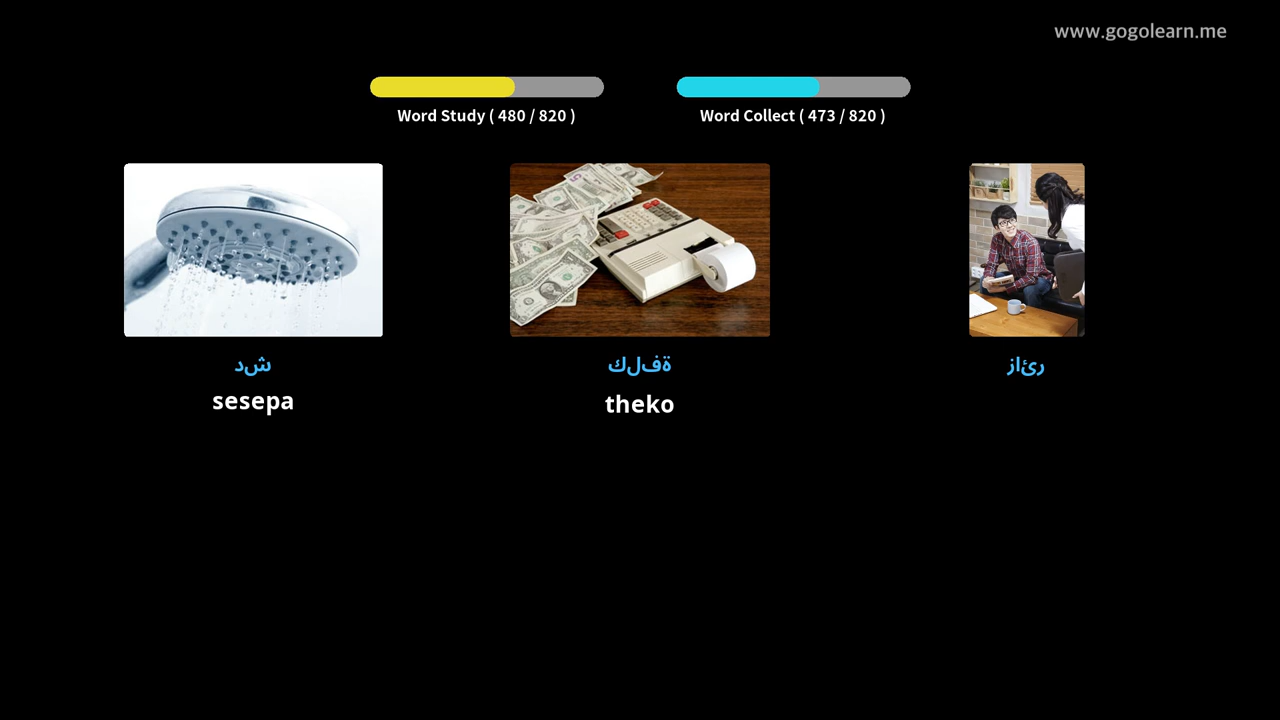 www.gogolearn.me
Word Study ( 480 / 820 )
Word Collect ( 473 / 820 )
شد
sesepa
ةفلك
theko
رئاز